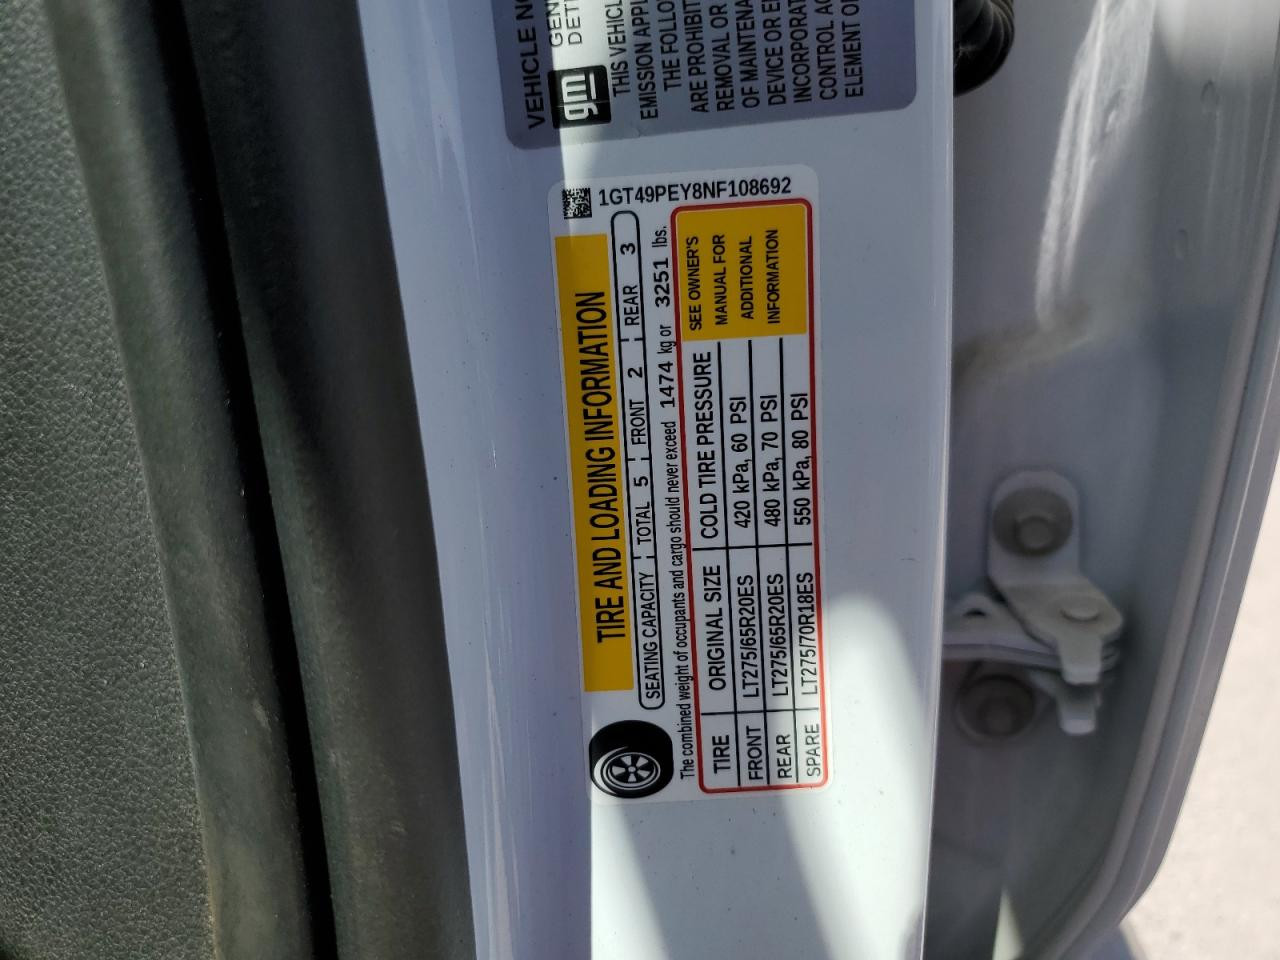 VEHICLE
gm
THIS VEHICL
EMISSION APPL
THE FOLLO
ARE PROHIBIT
REMOVAL OR
OF MAINTENA
DEVICE OR E
INCORPORAT
CONTROL
ELEMENT
1GT49PEY8NF108692
TIRE AND LOADING INFORMATION
SEATING CAPACITY TOTAL 5 FRONT 2 REAR 3
The combined weight of occupants and cargo should never exceed 1474 kg or 3251 lbs.
TIRE ORIGINAL SIZE COLD TIRE PRESSURE
FRONT LT275/65R20ES 420 kPa, 60 PSI
REAR LT275/65R20ES 480 kPa, 70 PSI
SPARE LT275/70R18ES 550 kPa, 80 PSI
SEE OWNER'S
MANUAL FOR
ADDITIONAL
INFORMATION